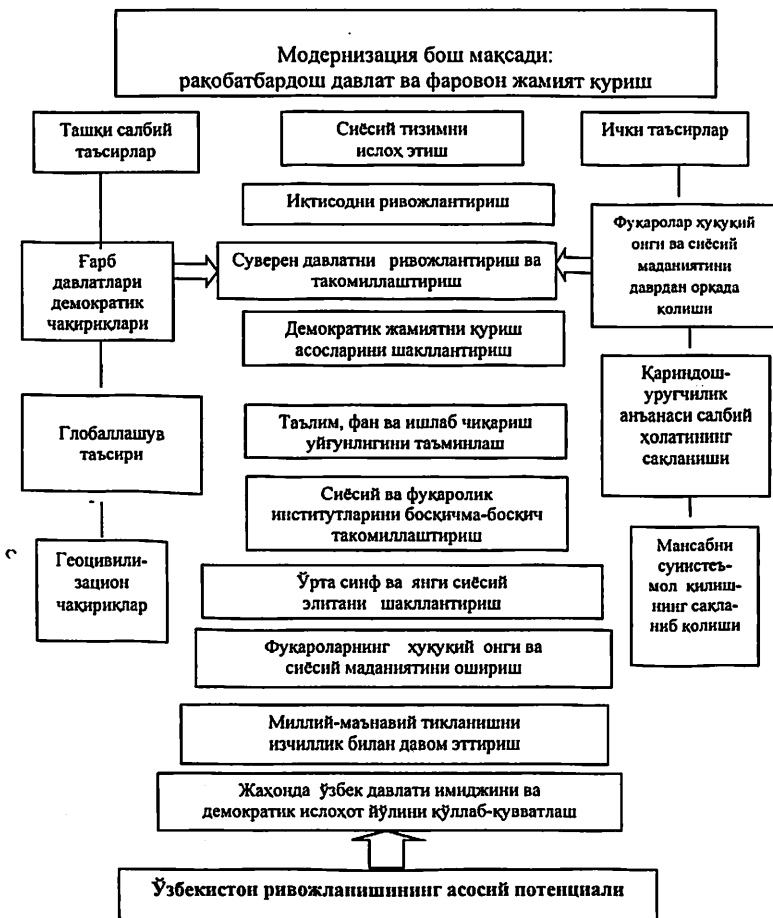 Модернизация бош мақсади:
рақобатбардош давлат ва фаровон жамият қуриш
Ташқи салбий
таъсирлар
Ғарб
давлатлари
демократик
чақириқлари
Глобаллашув
таъсири
Геоцивили-
зацион
чақириқлар
Сиёсий тизимни
ислоҳ этиш
Иқтисодни ривожлантириш
Суверен давлатни ривожлантириш ва
такомиллаштириш
Демократик жамиятни қуриш
асосларини шакллантириш
Таълим, фан ва ишлаб чиқариш
уйғунлигини таъминлаш
Сиёсий ва фуқаролик
институтларини босқичма-босқич
такомиллаштириш
Ўрта синф ва янги сиёсий
элитани шакллантириш
Фуқароларнинг ҳуқуқий онги ва
сиёсий маданиятини ошириш
Миллий-маънавий тикланишни
изчиллик билан давом эттириш
Жаҳонда ўзбек давлати имиджини ва
демократик ислоҳот йўлини қўллаб-қувватлаш
Ички таъсирлар
Фуқаролар ҳуқуқий
онги ва сиёсий
маданиятини
даврдан орқада
қолиши
Қариндош-
уруғчилик
анъанаси салбий
ҳолатининг
сақланиши
Мансабни
суиистеъ-
мол қилиш-
нинг сақла-
ниб қолиши
Ўзбекистон ривожланишининг асосий потенциали